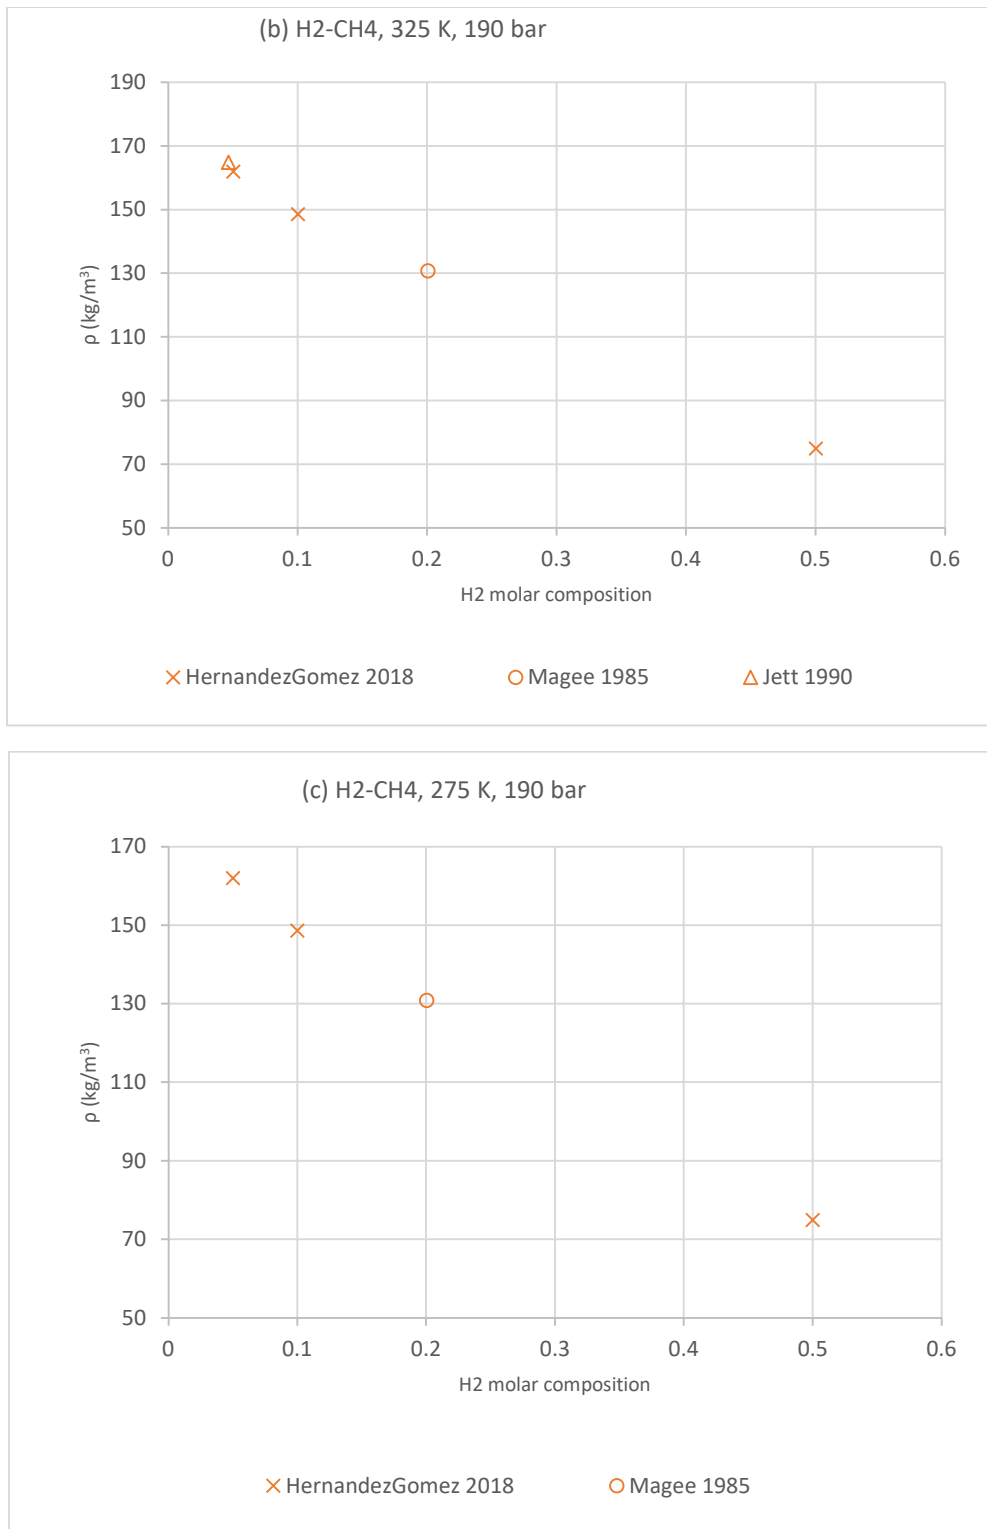 (b) H2-CH4, 325 K, 190 bar
190
170
150
130
110
90
70
50
ρ (kg/m³)
0 0.1 0.2 0.3 0.4 0.5 0.6
H2 molar composition
HernandezGomez 2018 Magee 1985 Jett 1990
(c) H2-CH4, 275 K, 190 bar
170
150
130
110
90
70
50
ρ (kg/m³)
0 0.1 0.2 0.3 0.4 0.5 0.6
H2 molar composition
HernandezGomez 2018 Magee 1985